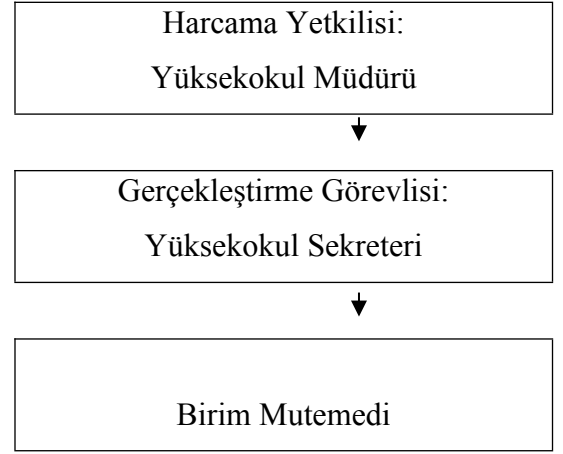 Harcama Yetkilisi:
Yüksekokul Müdürü
Gerçekleştirme Görevlisi:
Yüksekokul Sekreteri
Birim Mutemedi